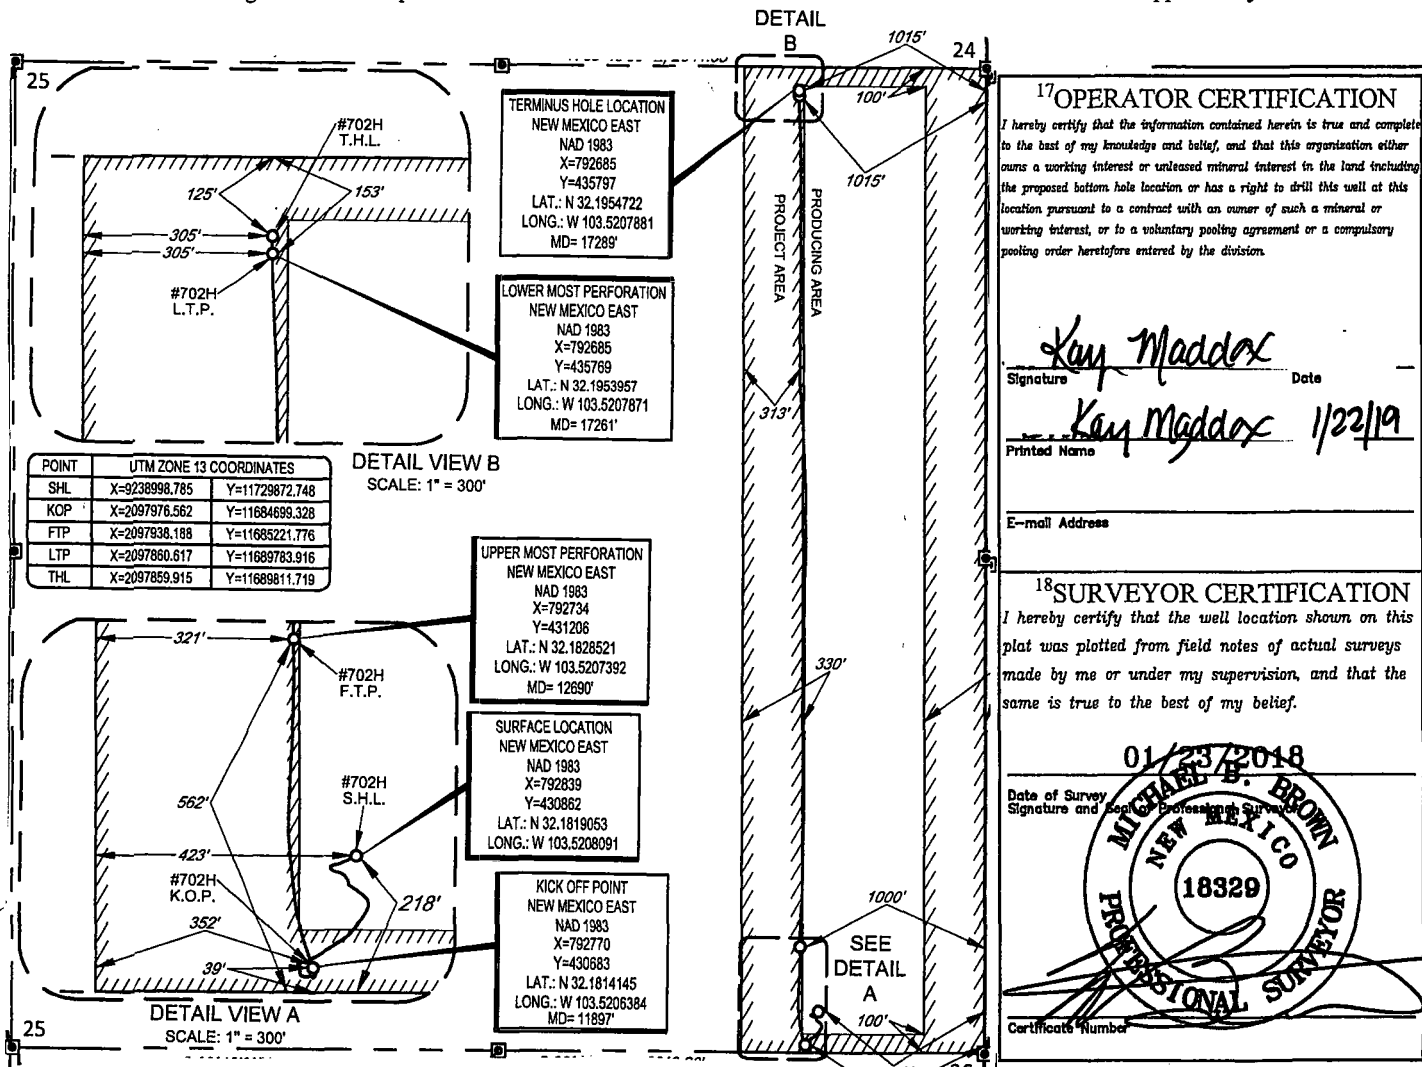 DETAIL
B
1015'
24
25
100'
1015'
TERMINUS HOLE LOCATION
NEW MEXICO EAST
NAD 1983
X=792685
Y=435797
LAT.: N 32.1954722
LONG.: W 103.5207881
MD= 17289'
#702H
T.H.L.
125'
153'
305'
305'
#702H
L.T.P.
LOWER MOST PERFORATION
NEW MEXICO EAST
NAD 1983
X=792685
Y=435769
LAT.: N 32.1953957
LONG.: W 103.5207871
MD= 17261'
PROJECT AREA
PRODUCING AREA
313'
DETAIL VIEW B
SCALE: 1" = 300'
POINT UTM ZONE 13 COORDINATES
SHL X=9238998.785 Y=11729872.748
KOP X=2097976.562 Y=11684699.328
FTP X=2097938.188 Y=11685221.776
LTP X=2097860.617 Y=11689783.916
THL X=2097859.915 Y=11689811.719
UPPER MOST PERFORATION
NEW MEXICO EAST
NAD 1983
X=792734
Y=431206
LAT.: N 32.1828521
LONG.: W 103.5207392
MD= 12690'
321'
#702H
F.T.P.
330'
SURFACE LOCATION
NEW MEXICO EAST
NAD 1983
X=792839
Y=430862
LAT.: N 32.1819053
LONG.: W 103.5208091
#702H
S.H.L.
562'
423'
#702H
K.O.P.
218'
352'
39'
KICK OFF POINT
NEW MEXICO EAST
NAD 1983
X=792770
Y=430683
LAT.: N 32.1814145
LONG.: W 103.5206384
MD= 11897'
1000'
SEE
DETAIL
A
100'
DETAIL VIEW A
SCALE: 1" = 300'
25
17 OPERATOR CERTIFICATION
I hereby certify that the information contained herein is true and complete
to the best of my knowledge and belief, and that this organization either
owns a working interest or unleased mineral interest in the land including
the proposed bottom hole location or has a right to drill this well at this
location pursuant to a contract with an owner of such a mineral or
working interest, or to a voluntary pooling agreement or a compulsory
pooling order heretofore entered by the division.
Kay Maddox
Signature Date
Kay Maddox 1/22/19
Printed Name
E-mail Address
18 SURVEYOR CERTIFICATION
I hereby certify that the well location shown on this
plat was plotted from field notes of actual surveys
made by me or under my supervision, and that the
same is true to the best of my belief.
01/23/2018
Date of Survey
Signature and Seal of Professional Surveyor
MICHAEL B. BROWN
NEW MEXICO
18329
PROFESSIONAL SURVEYOR
Certificate Number